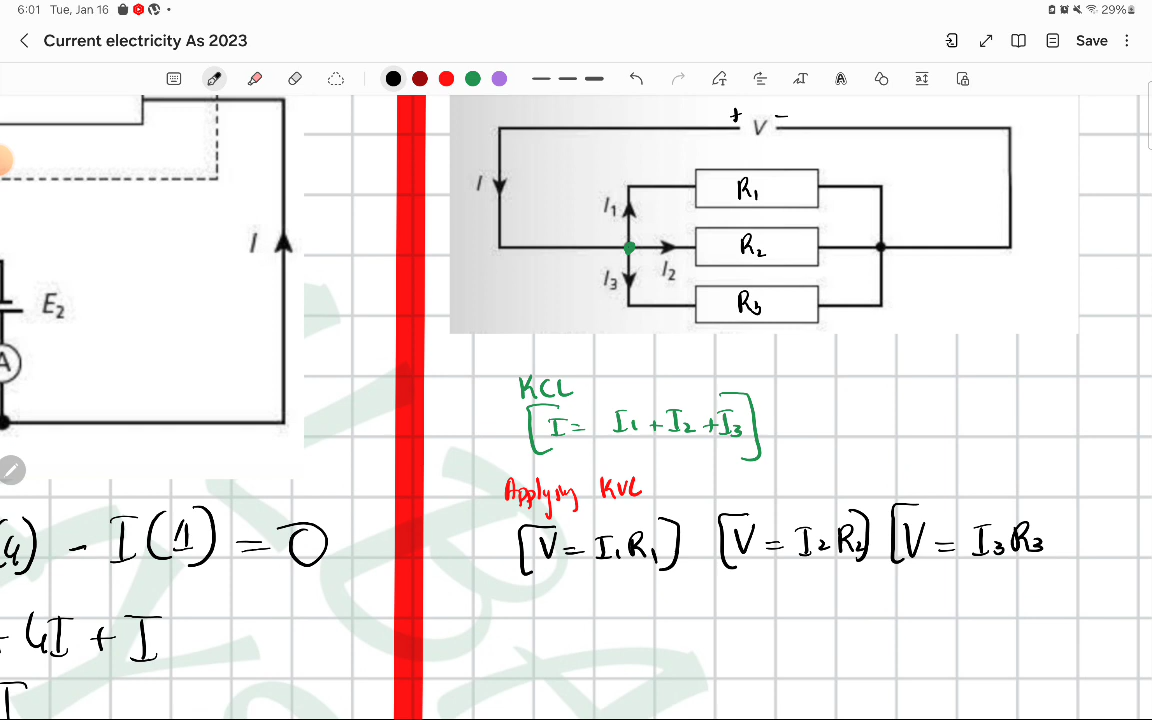 6:01 Tue, Jan 16
29%
Current electricity As 2023
Save
+ V -
I
I1
R1
I2
R2
I3
R3
I
E2
A
KCL
[I = I1 + I2 + I3]
Applying KVL
[V = I1R1] [V = I2R2] [V = I3R3
4) - I(1) = 0
- 4I + I
I